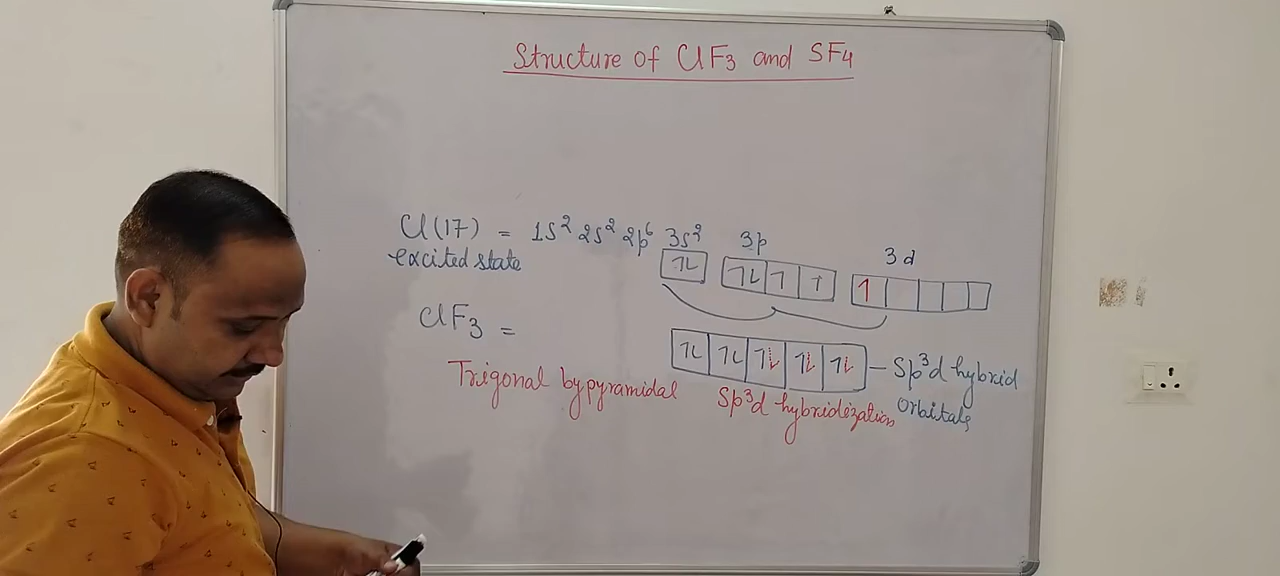 Structure of ClF3 and SF4
Cl(17) = 1s² 2s² 2p⁶ 3s² 3p 3d
excited state
ClF3 =
Sp³d hybrid
orbitals
Trigonal bypyramidal
Sp³d hybridization